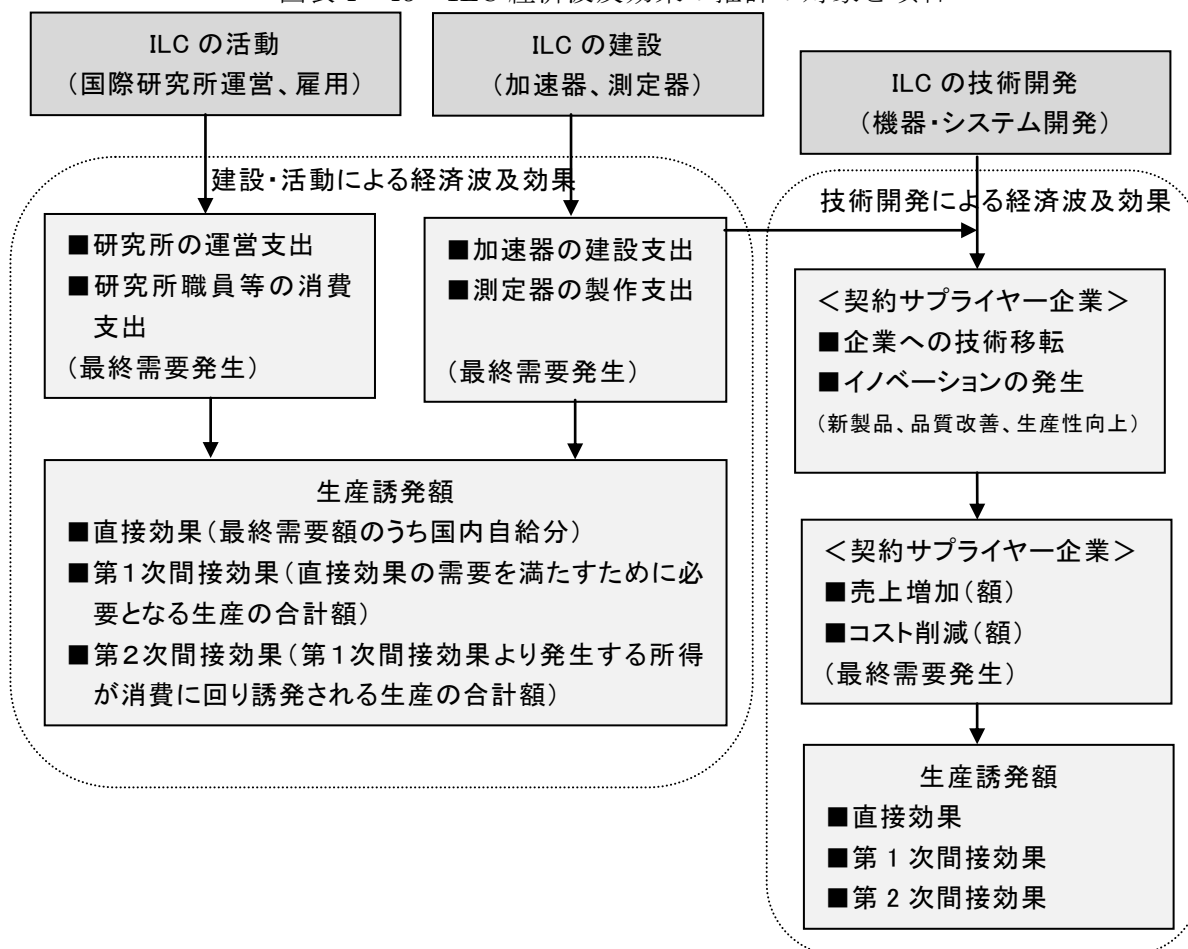 ILC の活動
（国際研究所運営、雇用）
ILC の建設
（加速器、測定器）
ILC の技術開発
（機器・システム開発）
建設・活動による経済波及効果
技術開発による経済波及効果
■研究所の運営支出
■研究所職員等の消費
支出
（最終需要発生）
■加速器の建設支出
■測定器の製作支出
（最終需要発生）
＜契約サプライヤー企業＞
■企業への技術移転
■イノベーションの発生
（新製品、品質改善、生産性向上）
生産誘発額
■直接効果（最終需要額のうち国内自給分）
■第１次間接効果（直接効果の需要を満たすために必
要となる生産の合計額）
■第２次間接効果（第１次間接効果より発生する所得
が消費に回り誘発される生産の合計額）
＜契約サプライヤー企業＞
■売上増加（額）
■コスト削減（額）
（最終需要発生）
生産誘発額
■直接効果
■第 1 次間接効果
■第 2 次間接効果